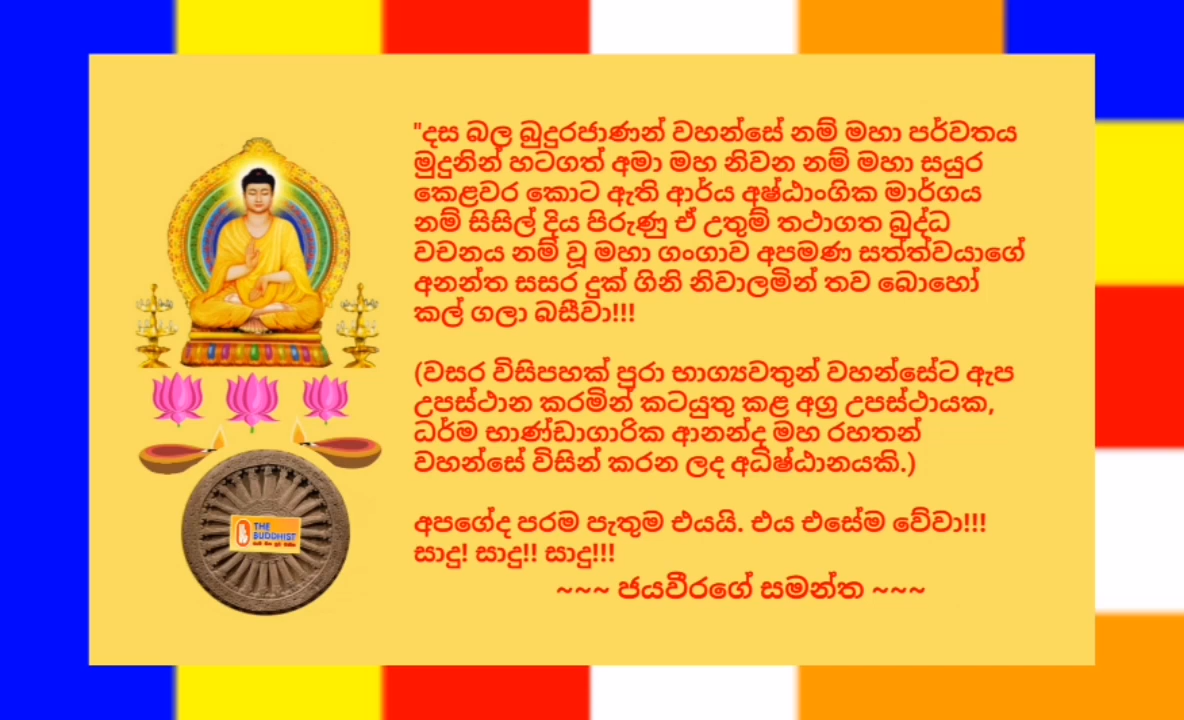 "දස බල බුදුරජාණන් වහන්සේ නම් මහා පර්වතය
මුදුනින් හටගත් අමා මහ නිවන නම් මහා සයුර
කෙළවර කොට ඇති ආර්ය අෂ්ඨාංගික මාර්ගය
නම් සිසිල් දිය පිරුණු ඒ උතුම් තථාගත බුද්ධ
වචනය නම් වූ මහා ගංගාව අපමණ සත්ත්වයාගේ
අනන්ත සසර දුක් ගිනි නිවාලමින් තව බොහෝ
කල් ගලා බසීවා!!!
(වසර විසිපහක් පුරා භාග්‍යවතුන් වහන්සේට ඇප
උපස්ථාන කරමින් කටයුතු කළ අග්‍ර උපස්ථායක,
ධර්ම භාණ්ඩාගාරික ආනන්ද මහ රහතන්
වහන්සේ විසින් කරන ලද අධිෂ්ඨානයකි.)
අපගේද පරම පැතුම එයයි. එය එසේම වේවා!!!
සාදු! සාදු!! සාදු!!!
~~~ ජයවීරගේ සමන්ත ~~~
THE
BUDDHIST